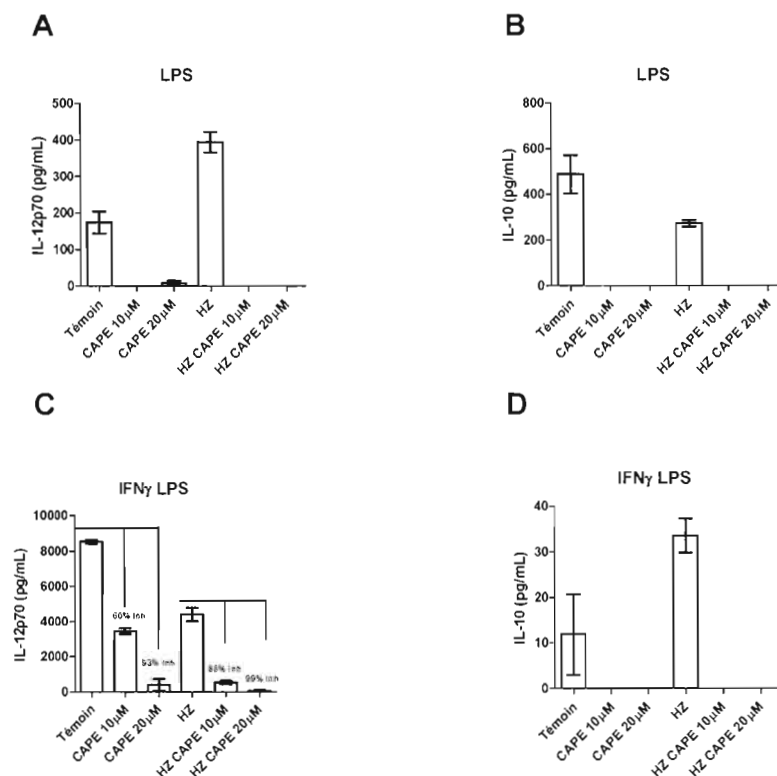 A
LPS
IL-12p70 (pg/mL)
500
400
300
200
100
0
Témoin
CAPE 10µM
CAPE 20µM
HZ
HZ CAPE 10µM
HZ CAPE 20µM
B
LPS
IL-10 (pg/mL)
800
600
400
200
0
Témoin
CAPE 10µM
CAPE 20µM
HZ
HZ CAPE 10µM
HZ CAPE 20µM
C
IFNγ LPS
IL-12p70 (pg/mL)
10000
8000
6000
4000
2000
0
60% Inh
93% Inh
88% Inh
99% Inh
Témoin
CAPE 10µM
CAPE 20µM
HZ
HZ CAPE 10µM
HZ CAPE 20µM
D
IFNγ LPS
IL-10 (pg/mL)
40
30
20
10
0
Témoin
CAPE 10µM
CAPE 20µM
HZ
HZ CAPE 10µM
HZ CAPE 20µM